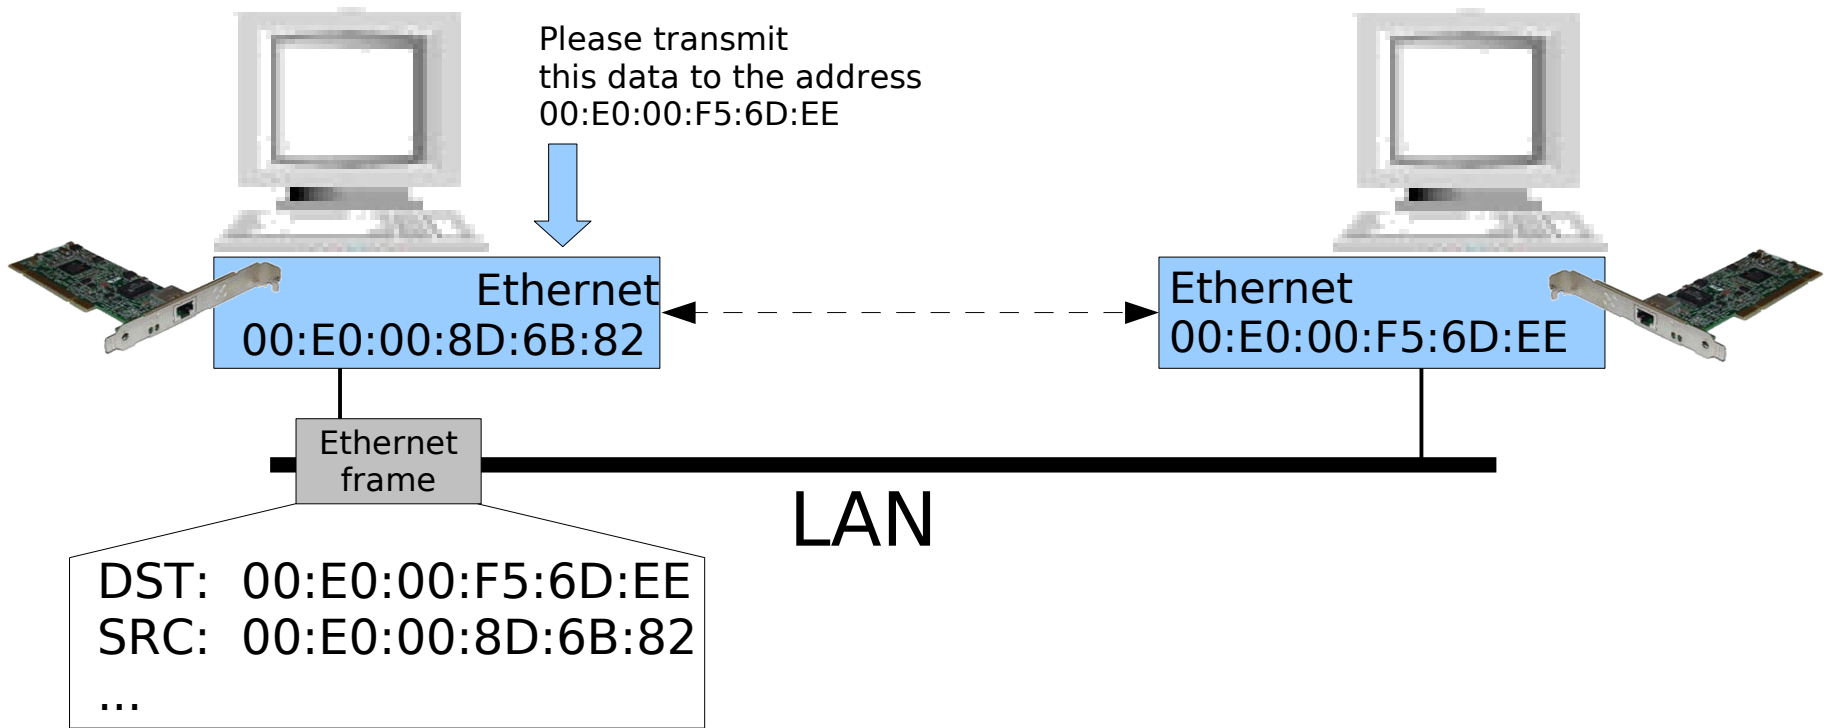 Please transmit
this data to the address
00:E0:00:F5:6D:EE
Ethernet
00:E0:00:8D:6B:82
Ethernet
00:E0:00:F5:6D:EE
Ethernet
frame
LAN
DST: 00:E0:00:F5:6D:EE
SRC: 00:E0:00:8D:6B:82
...